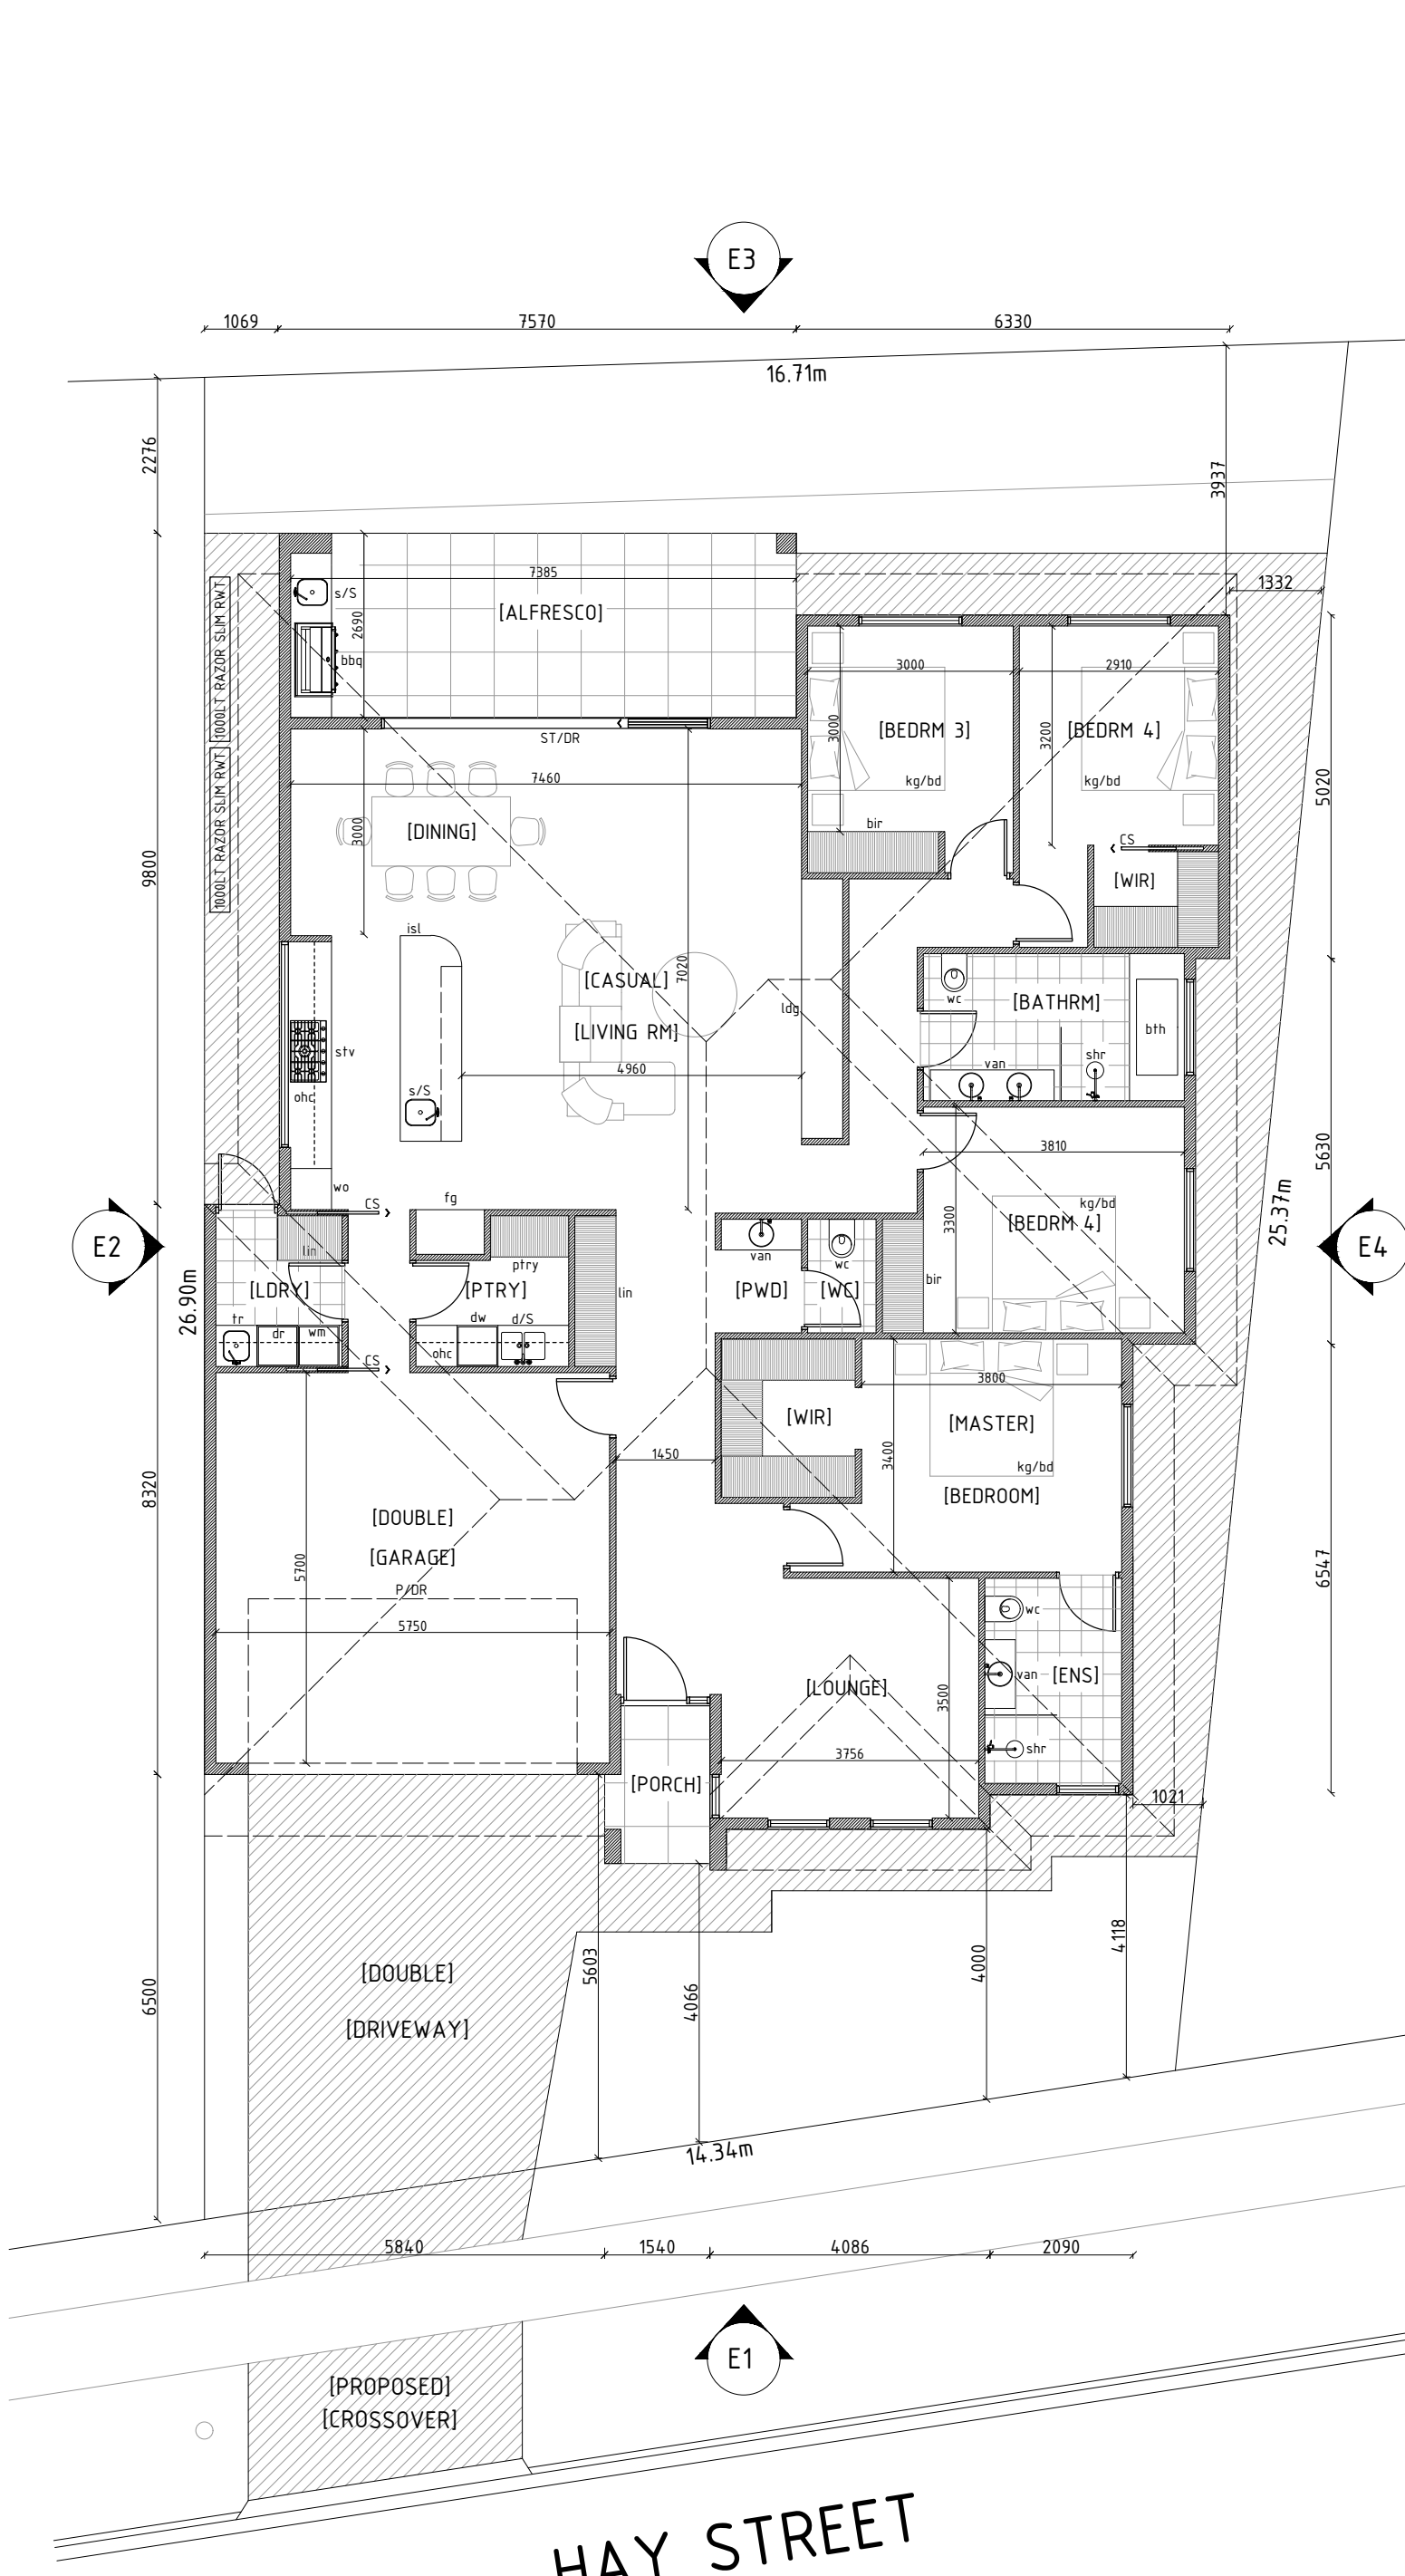 E3
1069 7570 6330
16.71m
2276
3937
1332
7385
s/S
[ALFRESCO]
2690
bbq
1000LT RAZOR SLIM RWT
1000LT RAZOR SLIM RWT
3000 2910
3000
3200
[BEDRM 3] [BEDRM 4]
ST/DR
kg/bd kg/bd
7460
5020
[DINING]
3000
bir
CS
9800
[WIR]
isl
[CASUAL]
7020
wc
[BATHRM]
ldg
[LIVING RM]
bth
stv
shr
van
4960
ohc
s/S
3810
5630
wo
CS
fg
kg/bd
[BEDRM 4]
3300
25.37m
E2
E4
lin
van
wc
ptry
[LDRY]
[PTRY]
lin
[PWD]
[WC]
bir
26.90m
tr
dr
wm
dw
d/S
ohc
CS
3800
[WIR]
[MASTER]
1450
3400
kg/bd
8320
[BEDROOM]
[DOUBLE]
[GARAGE]
5700
6547
P/DR
wc
5750
van
[ENS]
[LOUNGE]
3500
shr
3756
[PORCH]
1021
[DOUBLE]
5603
4066
4000
4118
6500
[DRIVEWAY]
14.34m
5840 1540 4086 2090
E1
[PROPOSED]
[CROSSOVER]
HAY STREET